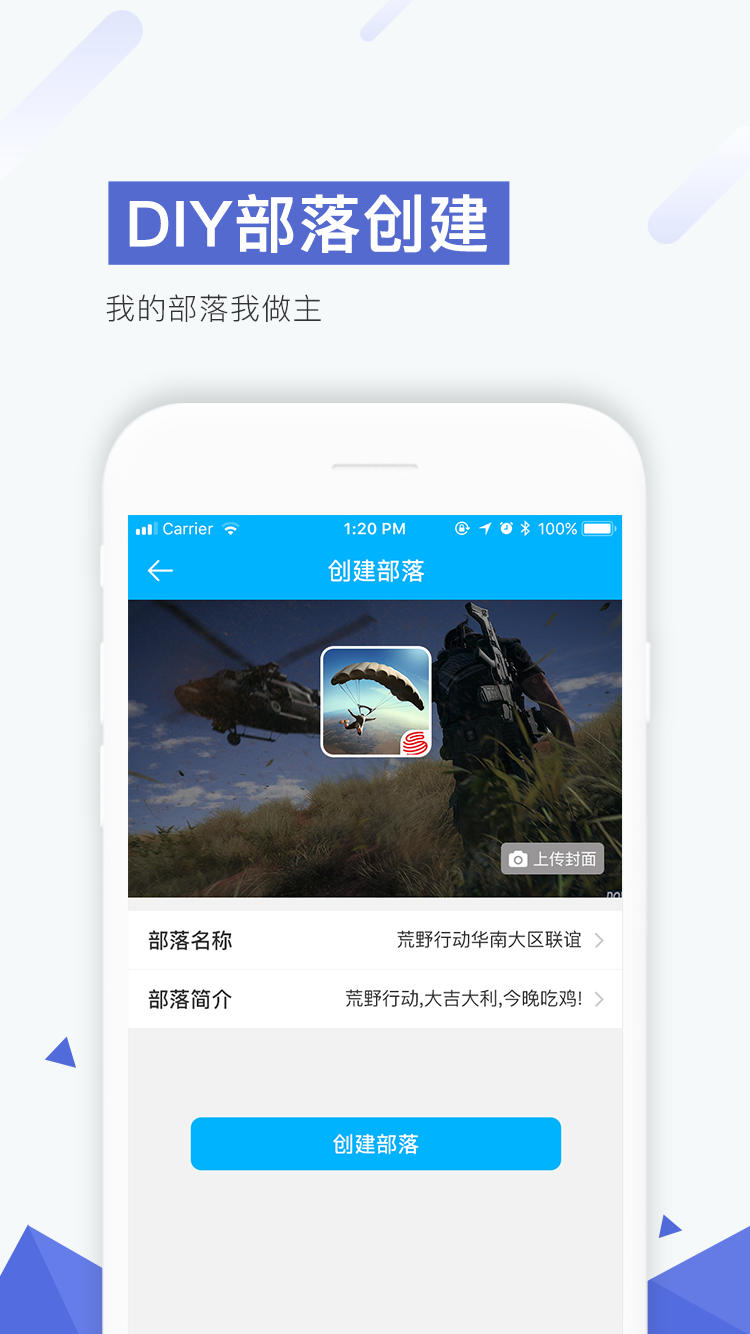 DIY部落创建
我的部落我做主
Carrier 1:20 PM 100%
创建部落
上传封面
部落名称 荒野行动华南大区联谊
部落简介 荒野行动,大吉大利,今晚吃鸡!
创建部落